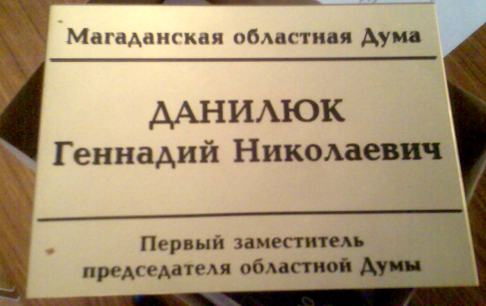 Магаданская областная Дума
ДАНИЛЮК
Геннадий Николаевич
Первый заместитель
председателя областной Думы